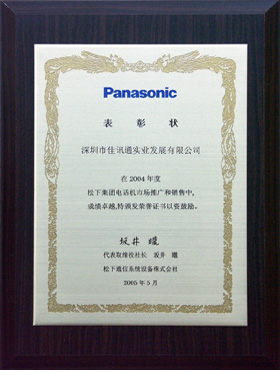 Panasonic
表 彰 状
深圳市佳讯通实业发展有限公司
在 2004 年度
松下集团电话机市场推广和销售中,
成绩卓越,特颁发荣誉证书以资鼓励。
坂井 曜
代表取缔役社长 坂井 曜
松下通信系统设备株式会社
2005 年 5 月